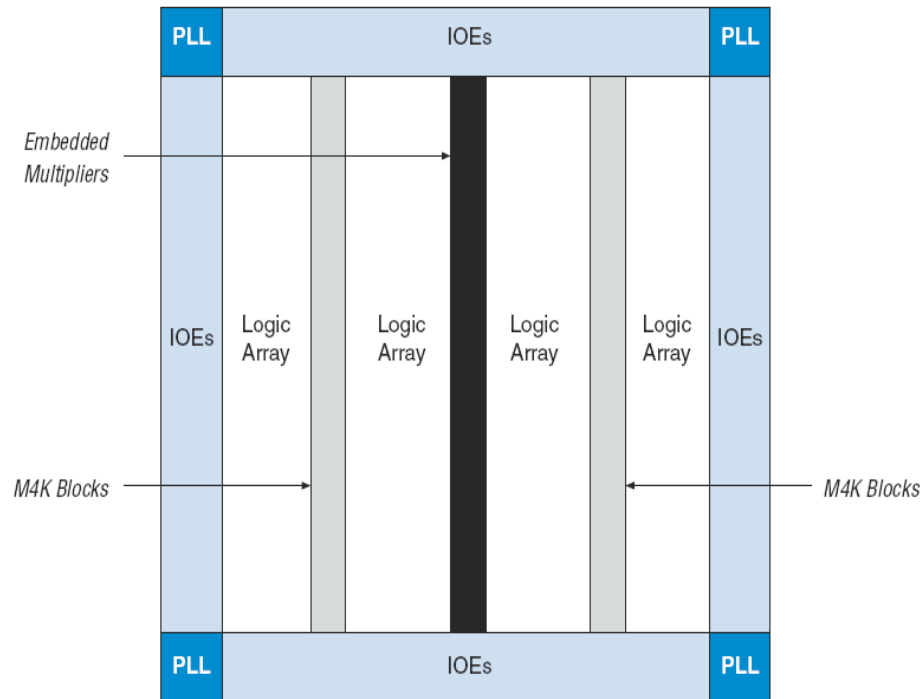 PLL
IOEs
PLL
Embedded
Multipliers
IOEs
Logic
Array
Logic
Array
Logic
Array
Logic
Array
IOEs
M4K Blocks
M4K Blocks
PLL
IOEs
PLL